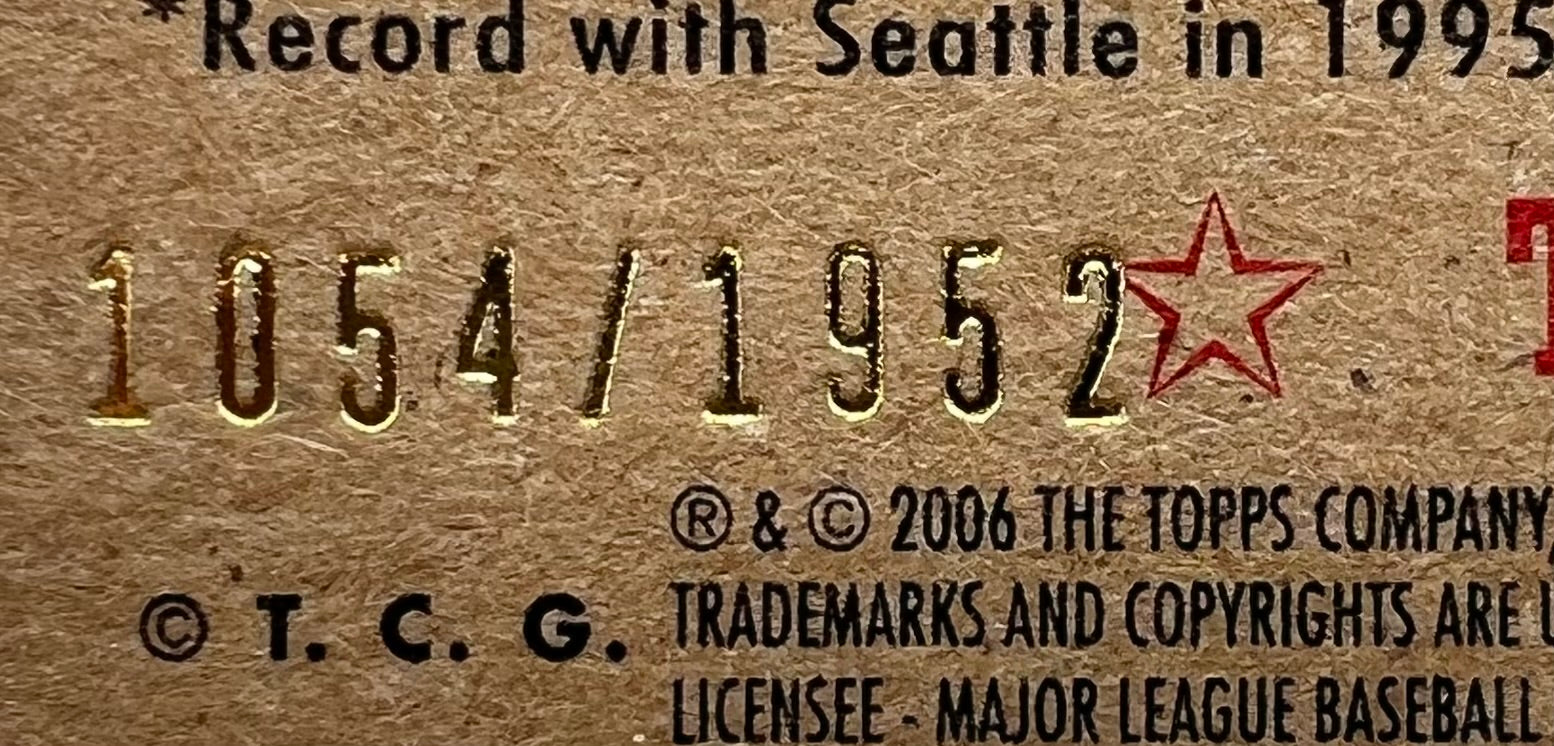 *Record with Seattle in 1995
1054/1952 ☆ T
® & © 2006 THE TOPPS COMPANY,
© T. C. G. TRADEMARKS AND COPYRIGHTS ARE U
LICENSEE - MAJOR LEAGUE BASEBALL